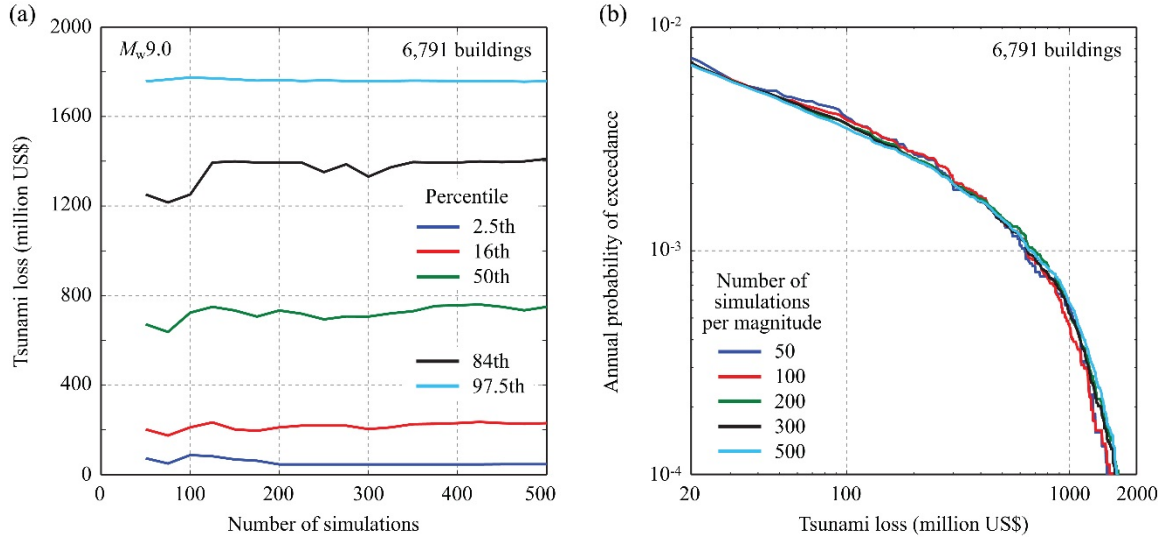 (a)
2000
1600
1200
800
400
0
Tsunami loss (million US$)
Mw9.0
6,791 buildings
Percentile
2.5th
16th
50th
84th
97.5th
0 100 200 300 400 500
Number of simulations
(b)
10-2
10-3
10-4
Annual probability of exceedance
6,791 buildings
Number of
simulations
per magnitude
50
100
200
300
500
20 100 1000 2000
Tsunami loss (million US$)